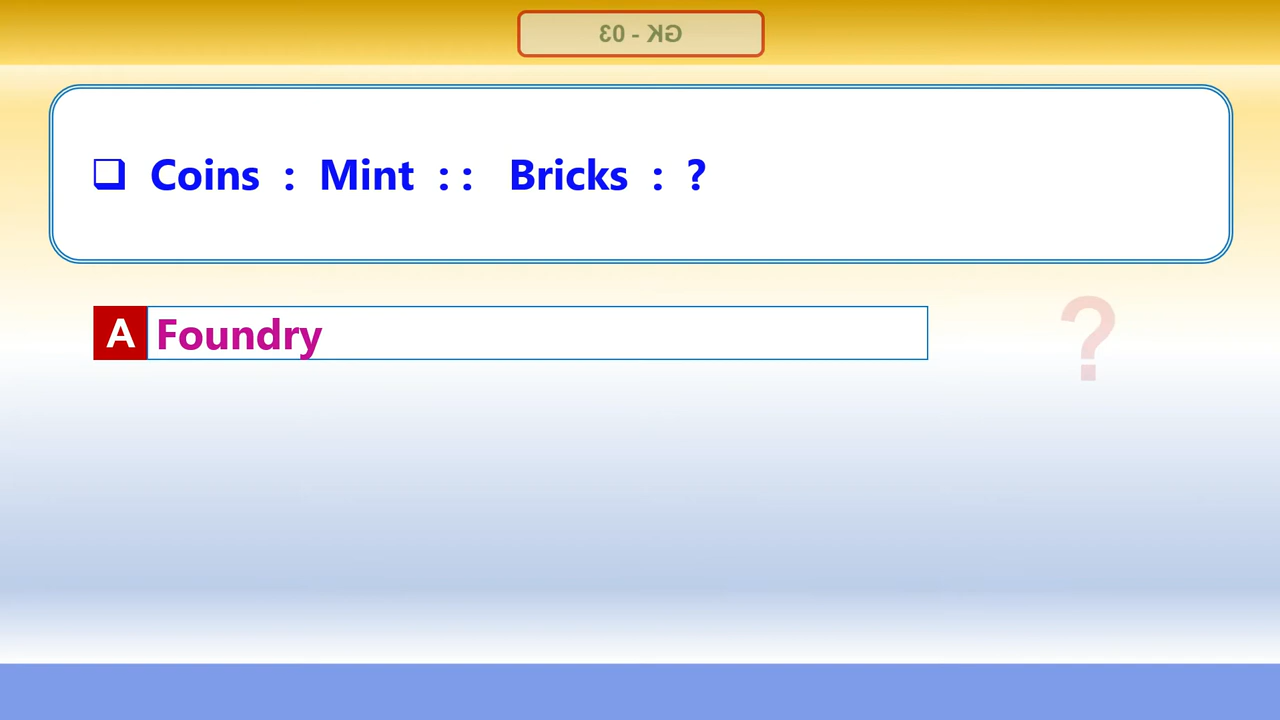 GK - 03
❑ Coins : Mint :: Bricks : ?
A Foundry
?